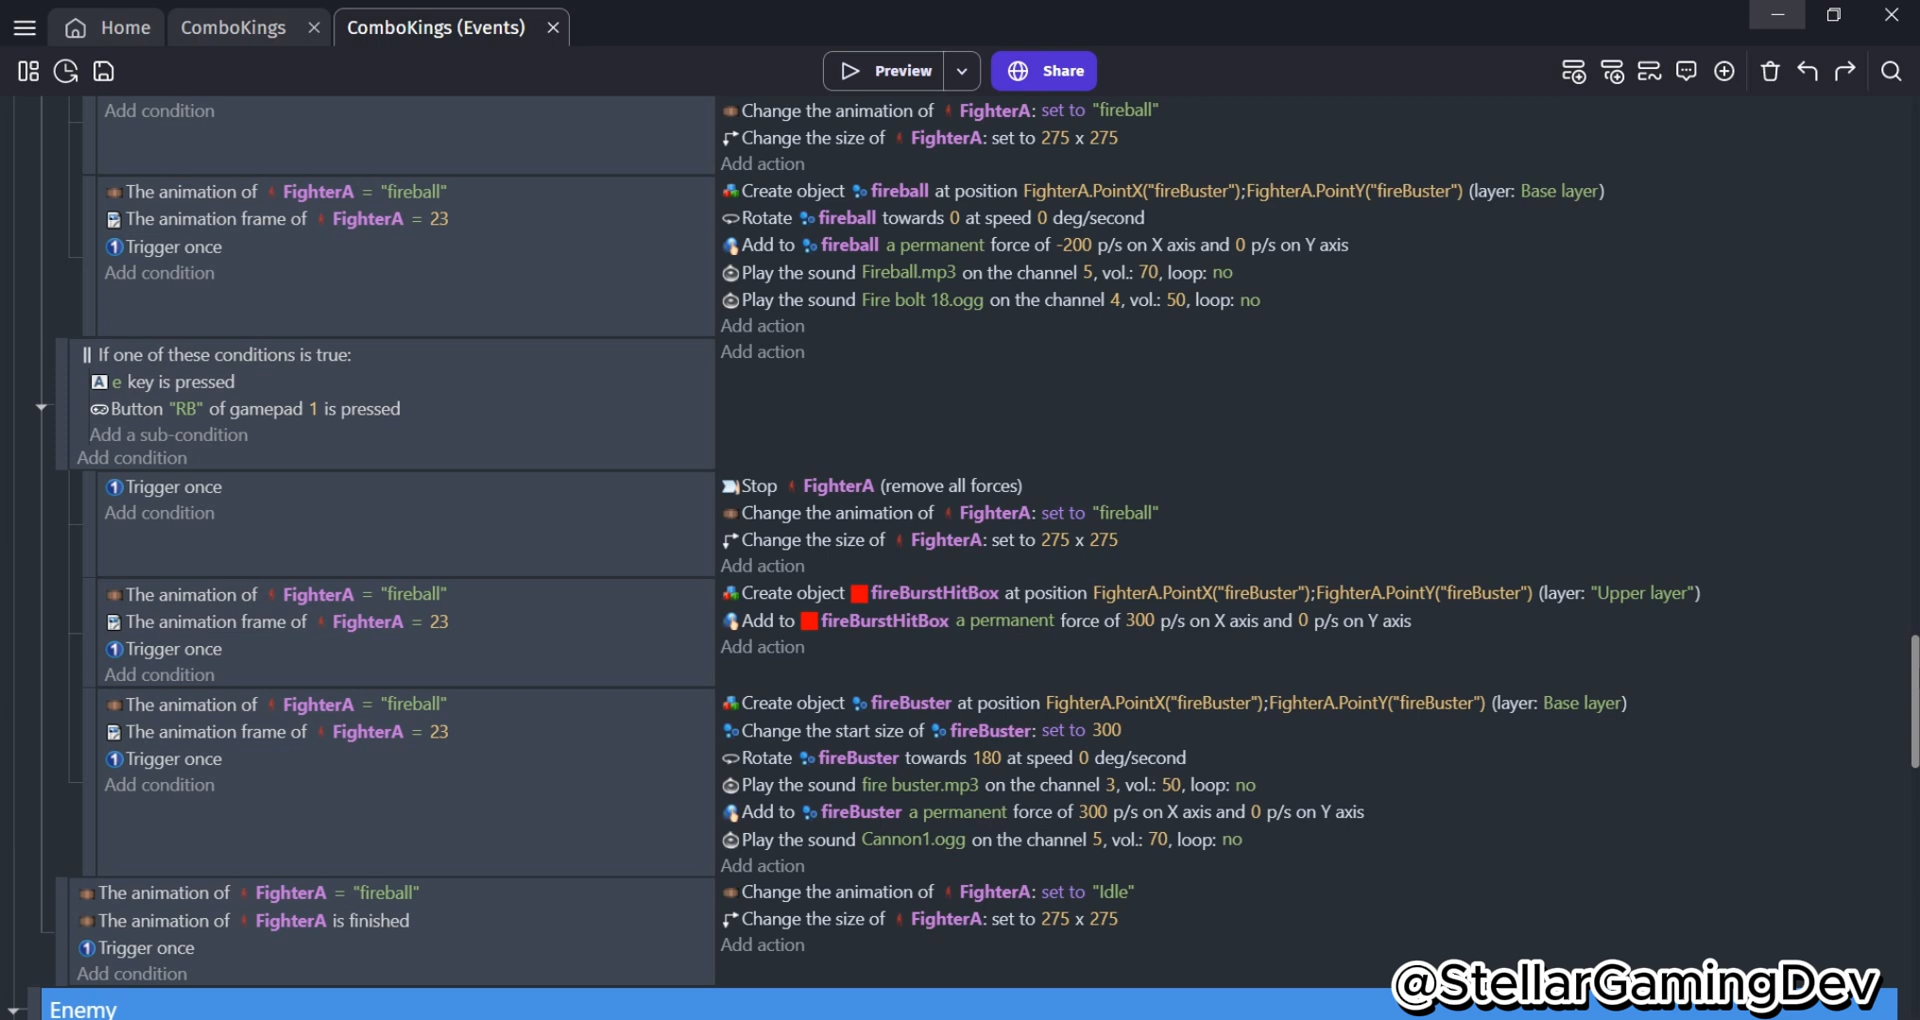 Home
ComboKings
ComboKings (Events)
Preview
Share
Add condition
Change the animation of FighterA: set to "fireball"
Change the size of FighterA: set to 275 x 275
Add action
The animation of FighterA = "fireball"
The animation frame of FighterA = 23
Trigger once
Add condition
Create object fireball at position FighterA.PointX("fireBuster");FighterA.PointY("fireBuster") (layer: Base layer)
Rotate fireball towards 0 at speed 0 deg/second
Add to fireball a permanent force of -200 p/s on X axis and 0 p/s on Y axis
Play the sound Fireball.mp3 on the channel 5, vol.: 70, loop: no
Play the sound Fire bolt 18.ogg on the channel 4, vol.: 50, loop: no
Add action
If one of these conditions is true:
A e key is pressed
Button "RB" of gamepad 1 is pressed
Add a sub-condition
Add condition
Add action
1 Trigger once
Add condition
Stop FighterA (remove all forces)
Change the animation of FighterA: set to "fireball"
Change the size of FighterA: set to 275 x 275
Add action
The animation of FighterA = "fireball"
The animation frame of FighterA = 23
1 Trigger once
Add condition
Create object fireBurstHitBox at position FighterA.PointX("fireBuster");FighterA.PointY("fireBuster") (layer: "Upper layer")
Add to fireBurstHitBox a permanent force of 300 p/s on X axis and 0 p/s on Y axis
Add action
The animation of FighterA = "fireball"
The animation frame of FighterA = 23
1 Trigger once
Add condition
Create object fireBuster at position FighterA.PointX("fireBuster");FighterA.PointY("fireBuster") (layer: Base layer)
Change the start size of fireBuster: set to 300
Rotate fireBuster towards 180 at speed 0 deg/second
Play the sound fire buster.mp3 on the channel 3, vol.: 50, loop: no
Add to fireBuster a permanent force of 300 p/s on X axis and 0 p/s on Y axis
Play the sound Cannon1.ogg on the channel 5, vol.: 70, loop: no
Add action
The animation of FighterA = "fireball"
The animation of FighterA is finished
1 Trigger once
Add condition
Change the animation of FighterA: set to "Idle"
Change the size of FighterA: set to 275 x 275
Add action
Enemy
@StellarGamingDev